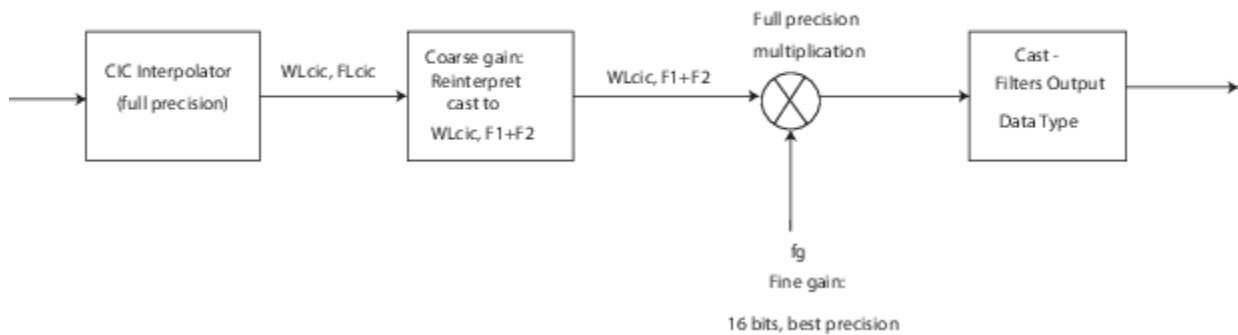 CIC Interpolator
(full precision)
WLcic, FLcic
Coarse gain:
Reinterpret
cast to
WLcic, F1+F2
WLcic, F1+F2
Full precision
multiplication
fg
Fine gain:
16 bits, best precision
Cast -
Filters Output
Data Type